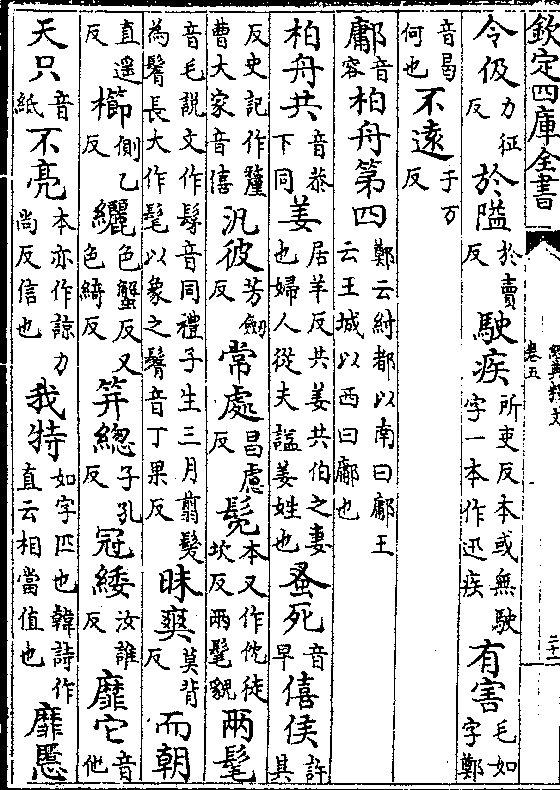 欽定四庫全書
經典釋文
卷五
二十一
令伋力征反於隘於賣反駛疾所吏反本或無駛字一本作迅疾有害毛如字鄭
音曷何也不遠于万反
鄘音容柏舟第四鄭云紂都以南曰鄘王云王城以西曰鄘也
柏舟共音恭下同姜居羊反共姜共伯之妻也婦人從夫諡姜姓也蚤死音早僖侯許其
反史記作釐曹大家音僖汎彼芳劒反常處昌慮反髧本又作忱徒坎反兩髦貌兩髦
音毛說文作髳音同禮子生三月翦髮為鬌長大作髦以象之鬌音丁果反昧爽莫背反而朝
直遥反櫛側乙反纚色蟹反又色綺反笄總子孔反冠緌汝誰反靡它音他
天只音紙不亮本亦作諒力尚反信也我特如字匹也韓詩作直云相當值也靡慝